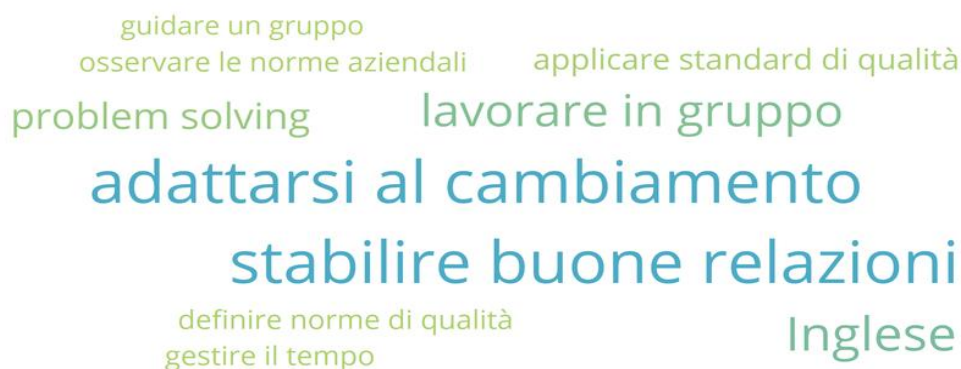 guidare un gruppo
osservare le norme aziendali
applicare standard di qualità
problem solving
lavorare in gruppo
adattarsi al cambiamento
stabilire buone relazioni
definire norme di qualità
Inglese
gestire il tempo